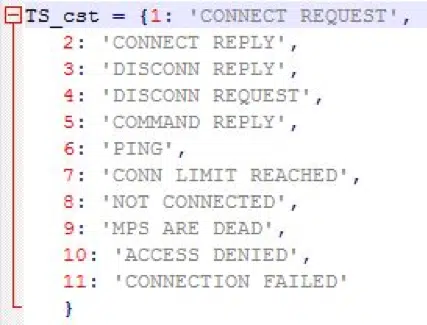 TS_cst = {1: 'CONNECT REQUEST',
2: 'CONNECT REPLY',
3: 'DISCONN REPLY',
4: 'DISCONN REQUEST',
5: 'COMMAND REPLY',
6: 'PING',
7: 'CONN LIMIT REACHED',
8: 'NOT CONNECTED',
9: 'MPS ARE DEAD',
10: 'ACCESS DENIED',
11: 'CONNECTION FAILED'
}